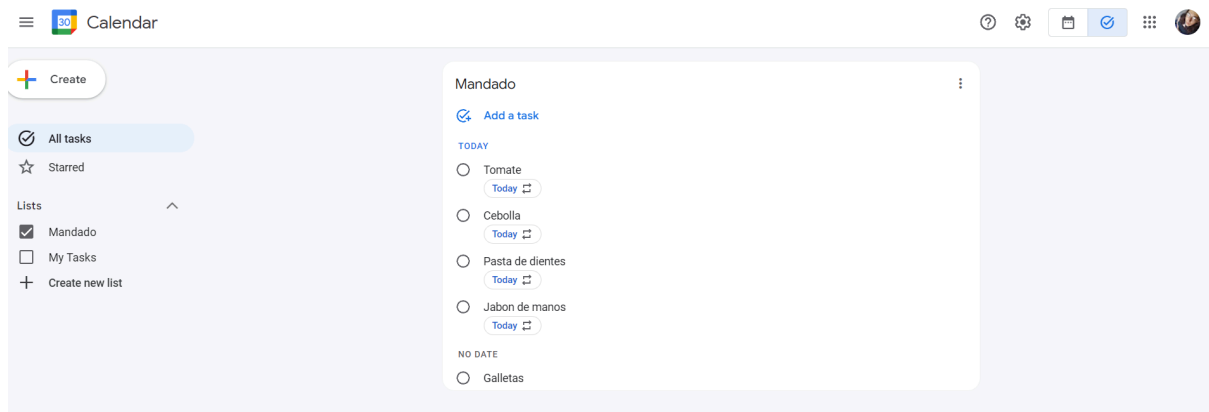 30 Calendar
Create
All tasks
Starred
Lists
Mandado
My Tasks
Create new list
Mandado
Add a task
TODAY
Tomate
Today
Cebolla
Today
Pasta de dientes
Today
Jabon de manos
Today
NO DATE
Galletas